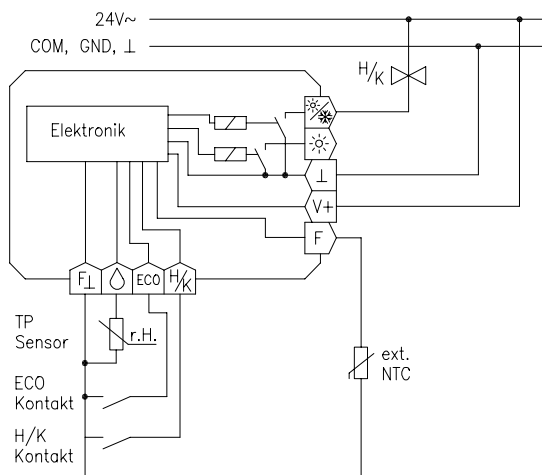 24V~
COM, GND, ⊥
H/K
Elektronik
⊥
V+
F
F⊥
ECO
H/K
TP
Sensor
r.H.
ECO
Kontakt
ext.
NTC
H/K
Kontakt